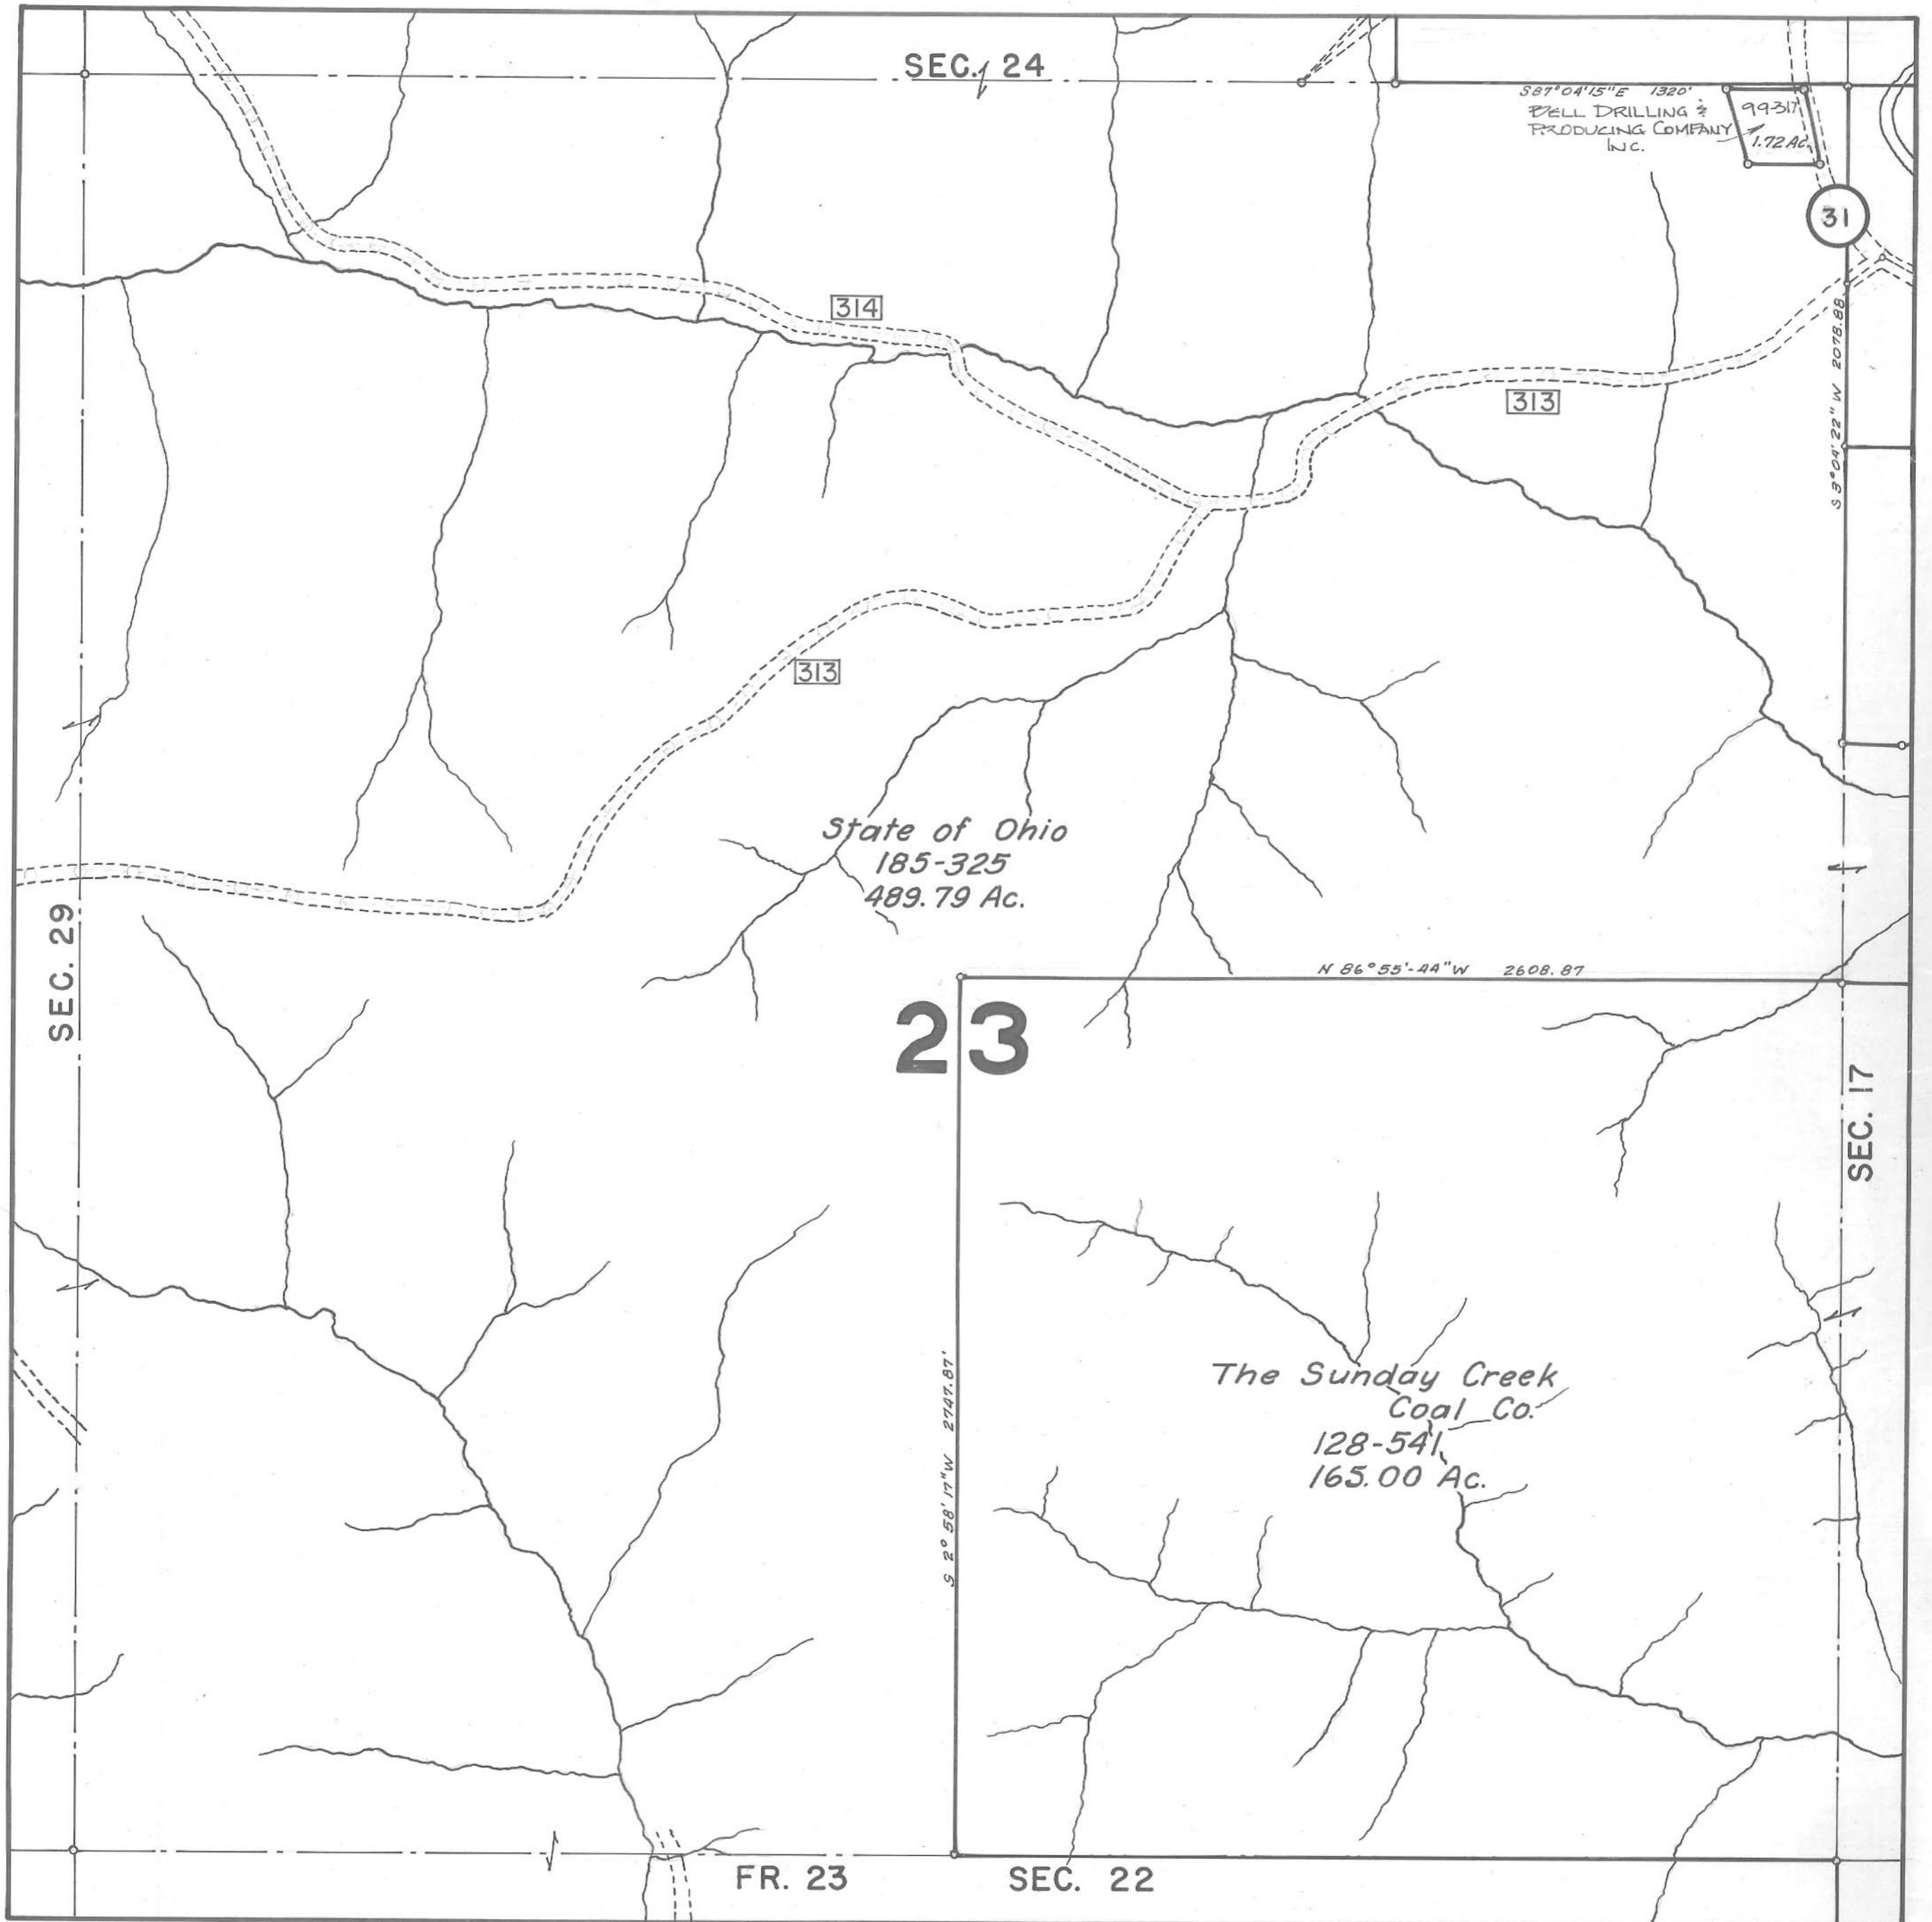 SEC. 24
S87°04'15"E 1320'
BELL DRILLING &
PRODUCING COMPANY
INC.
99-317
1.72 Ac.
31
314
313
S 3°04'22"W 2078.88
313
State of Ohio
185-325
489.79 Ac.
SEC. 29
N 86°55'-44"W 2608.87
23
SEC. 17
The Sunday Creek
Coal Co.
128-541
165.00 Ac.
S 2° 58' 17"W 2747.87'
FR. 23
SEC. 22